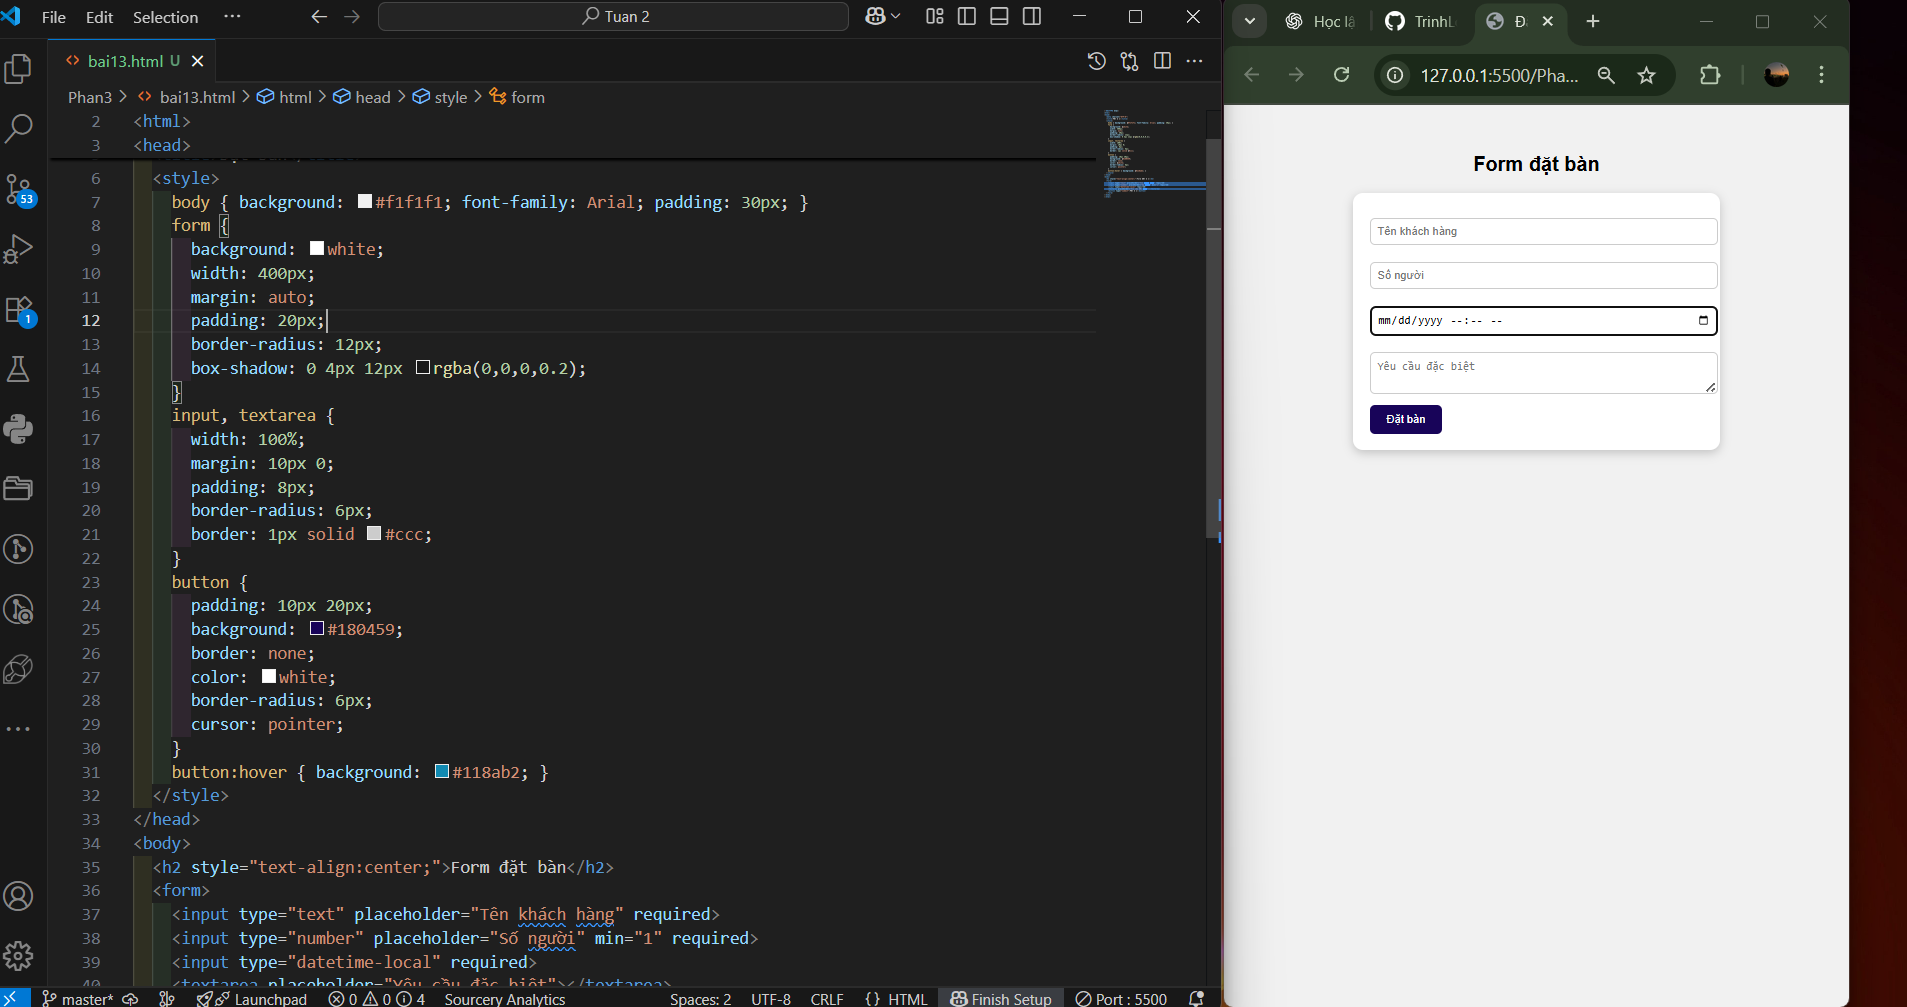 File Edit Selection ··· Tuan 2
bai13.html U
Phan3 > bai13.html > html > head > style > form
2 <html>
3 <head>
6 <style>
7 body { background: #f1f1f1; font-family: Arial; padding: 30px; }
8 form {
9 background: white;
10 width: 400px;
11 margin: auto;
12 padding: 20px;
13 border-radius: 12px;
14 box-shadow: 0 4px 12px rgba(0,0,0,0.2);
15 }
16 input, textarea {
17 width: 100%;
18 margin: 10px 0;
19 padding: 8px;
20 border-radius: 6px;
21 border: 1px solid #ccc;
22 }
23 button {
24 padding: 10px 20px;
25 background: #180459;
26 border: none;
27 color: white;
28 border-radius: 6px;
29 cursor: pointer;
30 }
31 button:hover { background: #118ab2; }
32 </style>
33 </head>
34 <body>
35 <h2 style="text-align:center;">Form đặt bàn</h2>
36 <form>
37 <input type="text" placeholder="Tên khách hàng" required>
38 <input type="number" placeholder="Số người" min="1" required>
39 <input type="datetime-local" required>
40 <textarea placeholder="Yêu cầu đặc biệt"></textarea>
53
1
master* Launchpad 0 0 4 Sourcery Analytics Spaces: 2 UTF-8 CRLF {} HTML Finish Setup Port : 5500
Học lậ TrinhL Đ
127.0.0.1:5500/Pha...
Form đặt bàn
Tên khách hàng
Số người
mm/dd/yyyy --:-- --
Yêu cầu đặc biệt
Đặt bàn